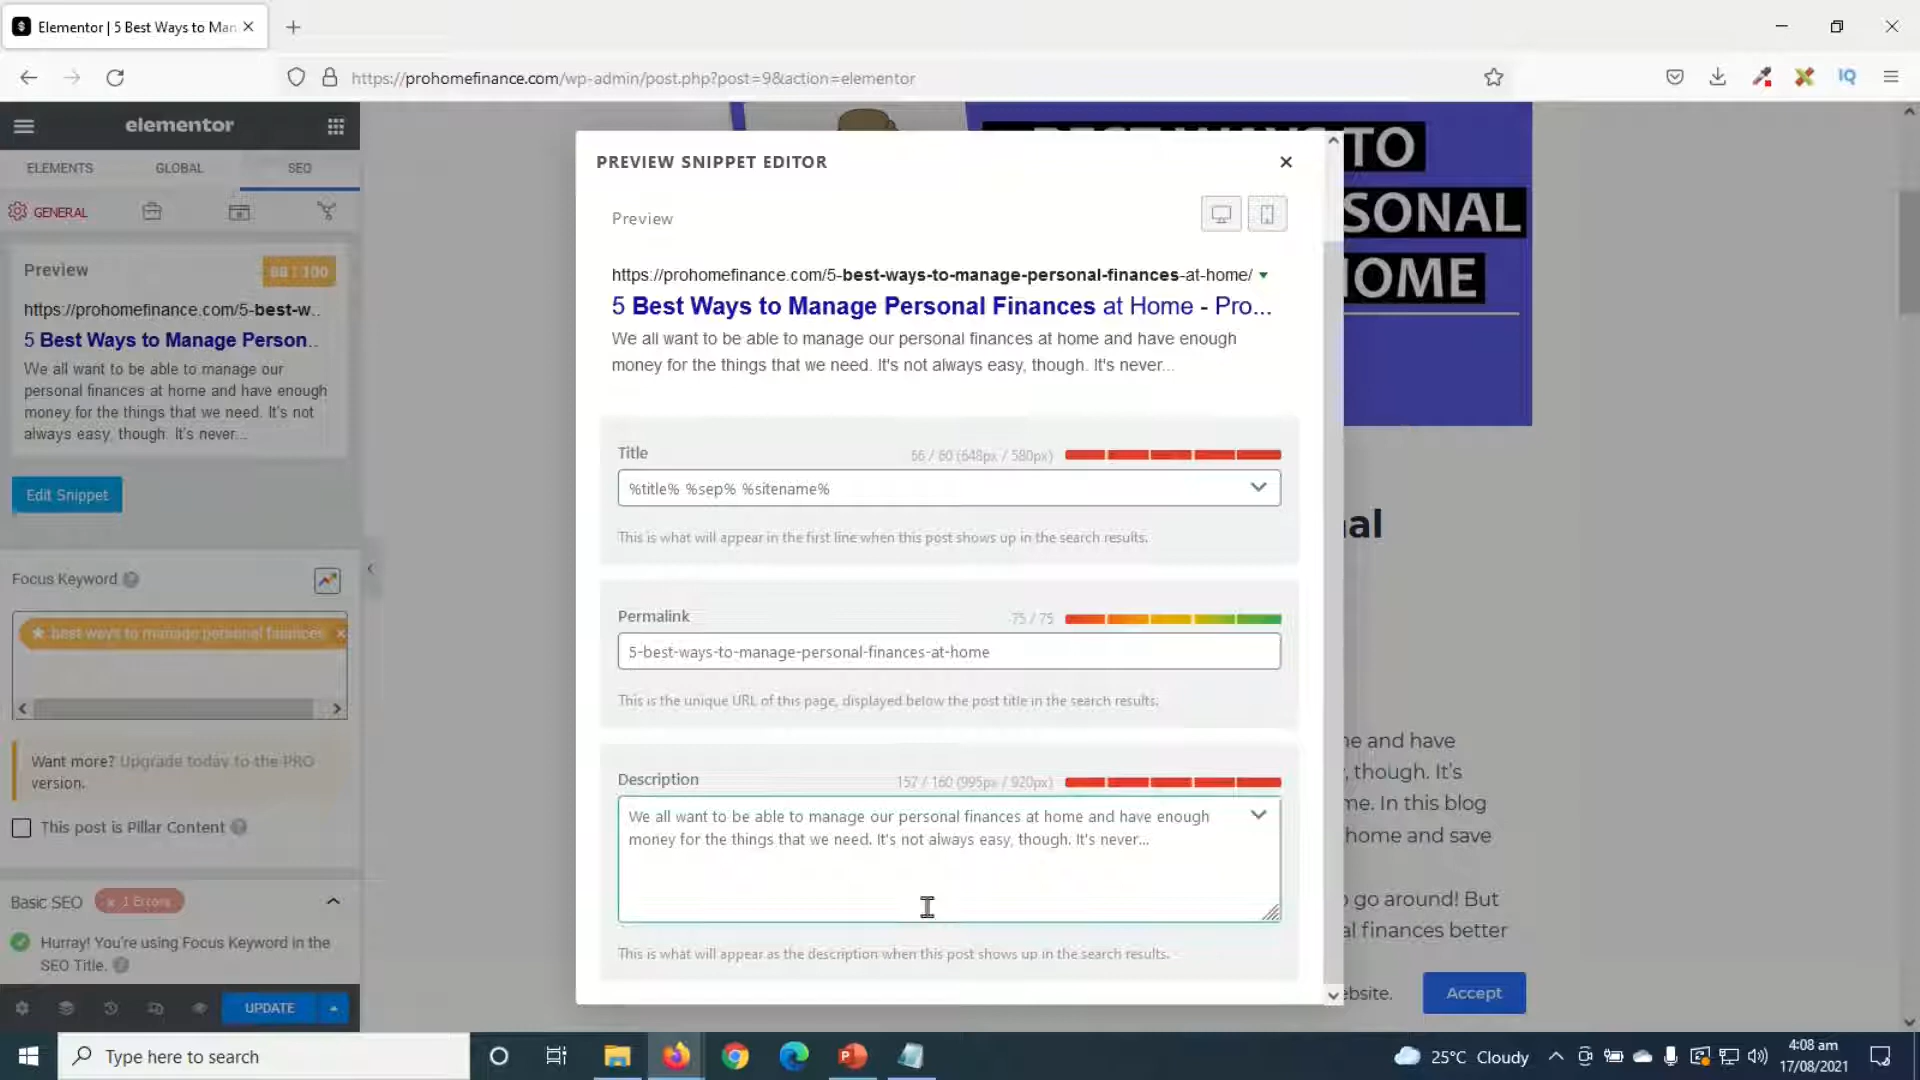 Elementor | 5 Best Ways to Man
https://prohomefinance.com/wp-admin/post.php?post=9&action=elementor
IQ
elementor
ELEMENTS
GLOBAL
SEO
GENERAL
Preview
https://prohomefinance.com/5-best-w..
5 Best Ways to Manage Person..
We all want to be able to manage our
personal finances at home and have enough
money for the things that we need. It's not
always easy, though. It's never...
Edit Snippet
Focus Keyword
best ways to manage personal finances
Want more? Upgrade today to the PRO
version.
This post is Pillar Content
Basic SEO
Hurray! You're using Focus Keyword in the
SEO Title.
UPDATE
PREVIEW SNIPPET EDITOR
Preview
https://prohomefinance.com/5-best-ways-to-manage-personal-finances-at-home/
5 Best Ways to Manage Personal Finances at Home - Pro...
We all want to be able to manage our personal finances at home and have enough
money for the things that we need. It's not always easy, though. It's never...
Title
66 / 60 (648px / 580px)
%title% %sep% %sitename%
This is what will appear in the first line when this post shows up in the search results.
Permalink
75 / 75
5-best-ways-to-manage-personal-finances-at-home
This is the unique URL of this page, displayed below the post title in the search results.
Description
157 / 160 (995px / 920px)
We all want to be able to manage our personal finances at home and have enough
money for the things that we need. It's not always easy, though. It's never...
This is what will appear as the description when this post shows up in the search results.
TO
SONAL
HOME
al
e and have
, though. It's
me. In this blog
home and save
go around! But
al finances better
ebsite.
Accept
Type here to search
25°C Cloudy
4:08 am
17/08/2021